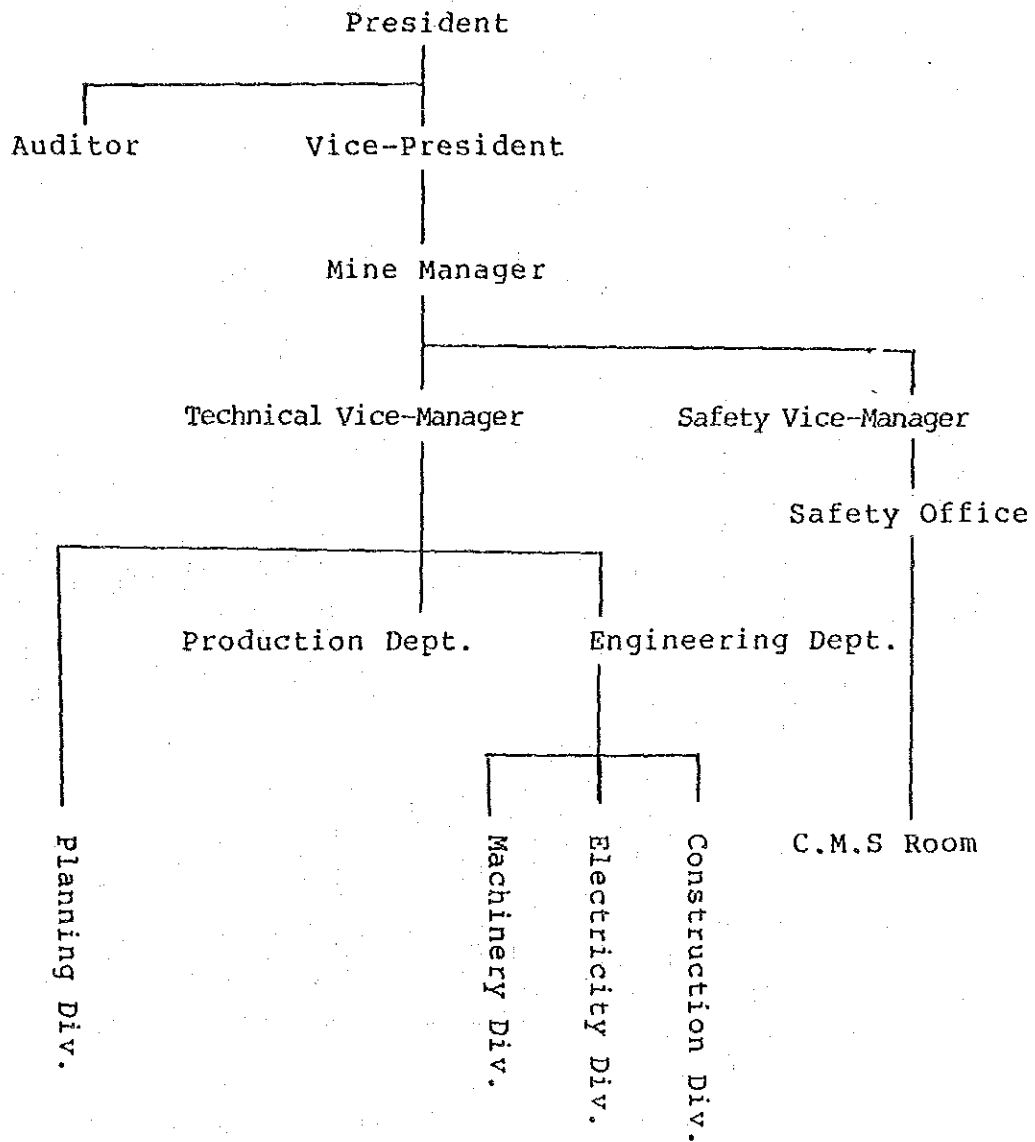 President
Auditor
Vice-President
Mine Manager
Technical Vice-Manager
Safety Vice-Manager
Safety Office
Production Dept.
Engineering Dept.
Planning Div.
Machinery Div.
Electricity Div.
Construction Div.
C.M.S Room